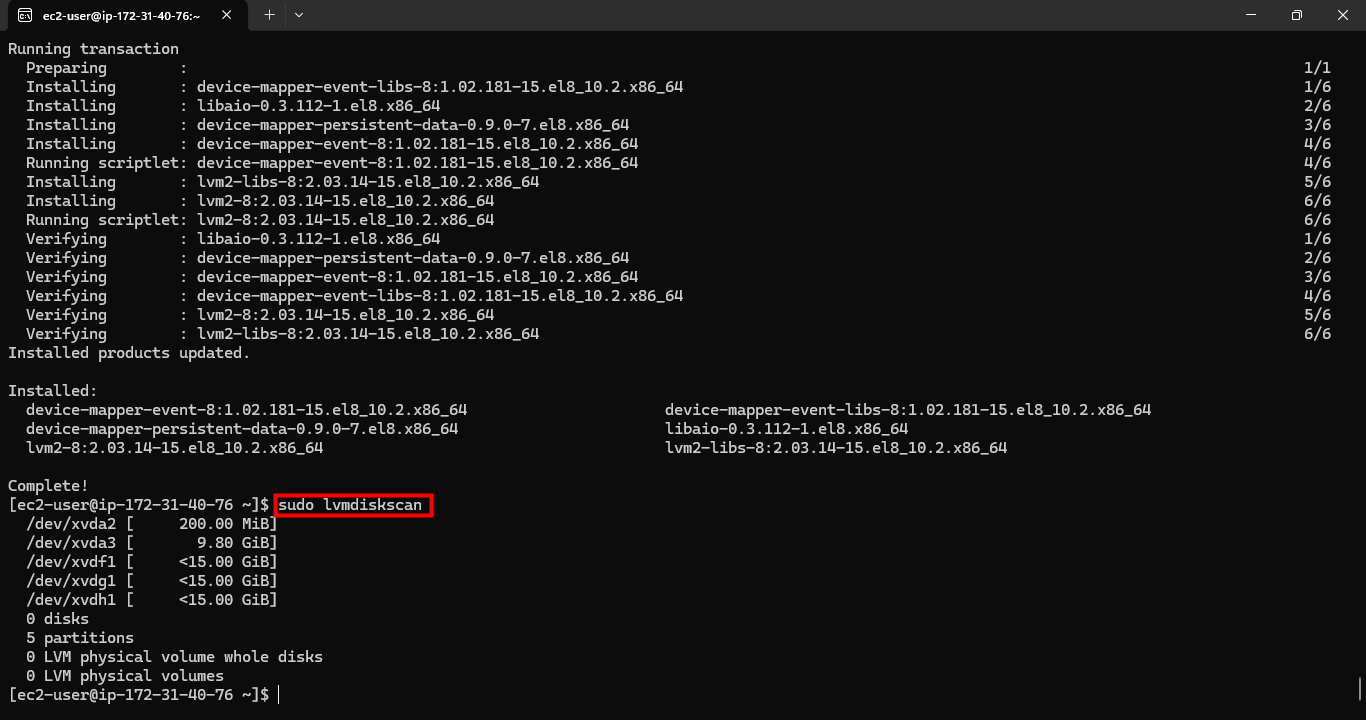 ec2-user@ip-172-31-40-76:~
Running transaction
  Preparing        :                                                                                                                            1/1
  Installing       : device-mapper-event-libs-8:1.02.181-15.el8_10.2.x86_64                                                                     1/6
  Installing       : libaio-0.3.112-1.el8.x86_64                                                                                                2/6
  Installing       : device-mapper-persistent-data-0.9.0-7.el8.x86_64                                                                           3/6
  Installing       : device-mapper-event-8:1.02.181-15.el8_10.2.x86_64                                                                          4/6
  Running scriptlet: device-mapper-event-8:1.02.181-15.el8_10.2.x86_64                                                                          4/6
  Installing       : lvm2-libs-8:2.03.14-15.el8_10.2.x86_64                                                                                     5/6
  Installing       : lvm2-8:2.03.14-15.el8_10.2.x86_64                                                                                          6/6
  Running scriptlet: lvm2-8:2.03.14-15.el8_10.2.x86_64                                                                                          6/6
  Verifying        : libaio-0.3.112-1.el8.x86_64                                                                                                1/6
  Verifying        : device-mapper-persistent-data-0.9.0-7.el8.x86_64                                                                           2/6
  Verifying        : device-mapper-event-8:1.02.181-15.el8_10.2.x86_64                                                                          3/6
  Verifying        : device-mapper-event-libs-8:1.02.181-15.el8_10.2.x86_64                                                                     4/6
  Verifying        : lvm2-8:2.03.14-15.el8_10.2.x86_64                                                                                          5/6
  Verifying        : lvm2-libs-8:2.03.14-15.el8_10.2.x86_64                                                                                     6/6
Installed products updated.

Installed:
  device-mapper-event-8:1.02.181-15.el8_10.2.x86_64                      device-mapper-event-libs-8:1.02.181-15.el8_10.2.x86_64
  device-mapper-persistent-data-0.9.0-7.el8.x86_64                       libaio-0.3.112-1.el8.x86_64
  lvm2-8:2.03.14-15.el8_10.2.x86_64                                      lvm2-libs-8:2.03.14-15.el8_10.2.x86_64

Complete!
[ec2-user@ip-172-31-40-76 ~]$ sudo lvmdiskscan
  /dev/xvda2 [     200.00 MiB]
  /dev/xvda3 [       9.80 GiB]
  /dev/xvdf1 [     <15.00 GiB]
  /dev/xvdg1 [     <15.00 GiB]
  /dev/xvdh1 [     <15.00 GiB]
  0 disks
  5 partitions
  0 LVM physical volume whole disks
  0 LVM physical volumes
[ec2-user@ip-172-31-40-76 ~]$